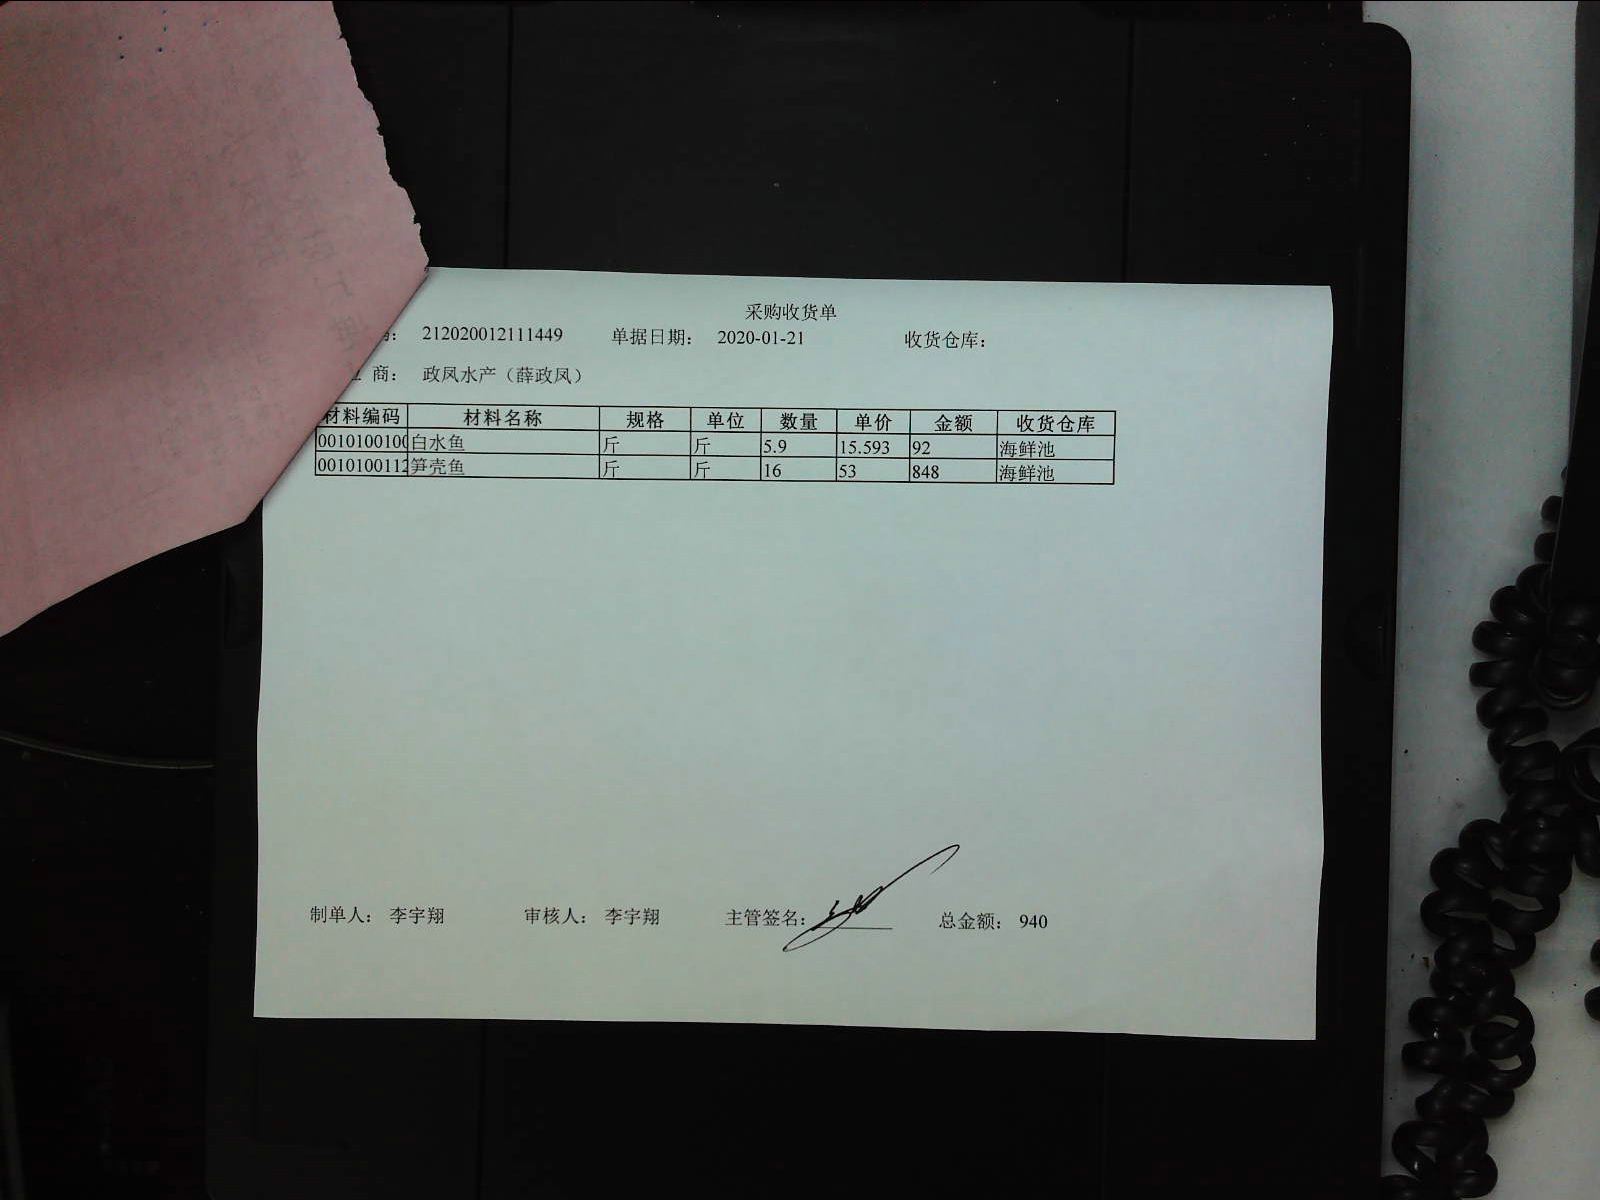 采购收货单
212020012111449 单据日期: 2020-01-21 收货仓库:
商: 政凤水产（薛政凤）
材料编码 材料名称 规格 单位 数量 单价 金额 收货仓库
0010100100 白水鱼 斤 斤 5.9 15.593 92 海鲜池
0010100112 笋壳鱼 斤 斤 16 53 848 海鲜池
制单人: 李宇翔 审核人: 李宇翔 主管签名: 总金额: 940